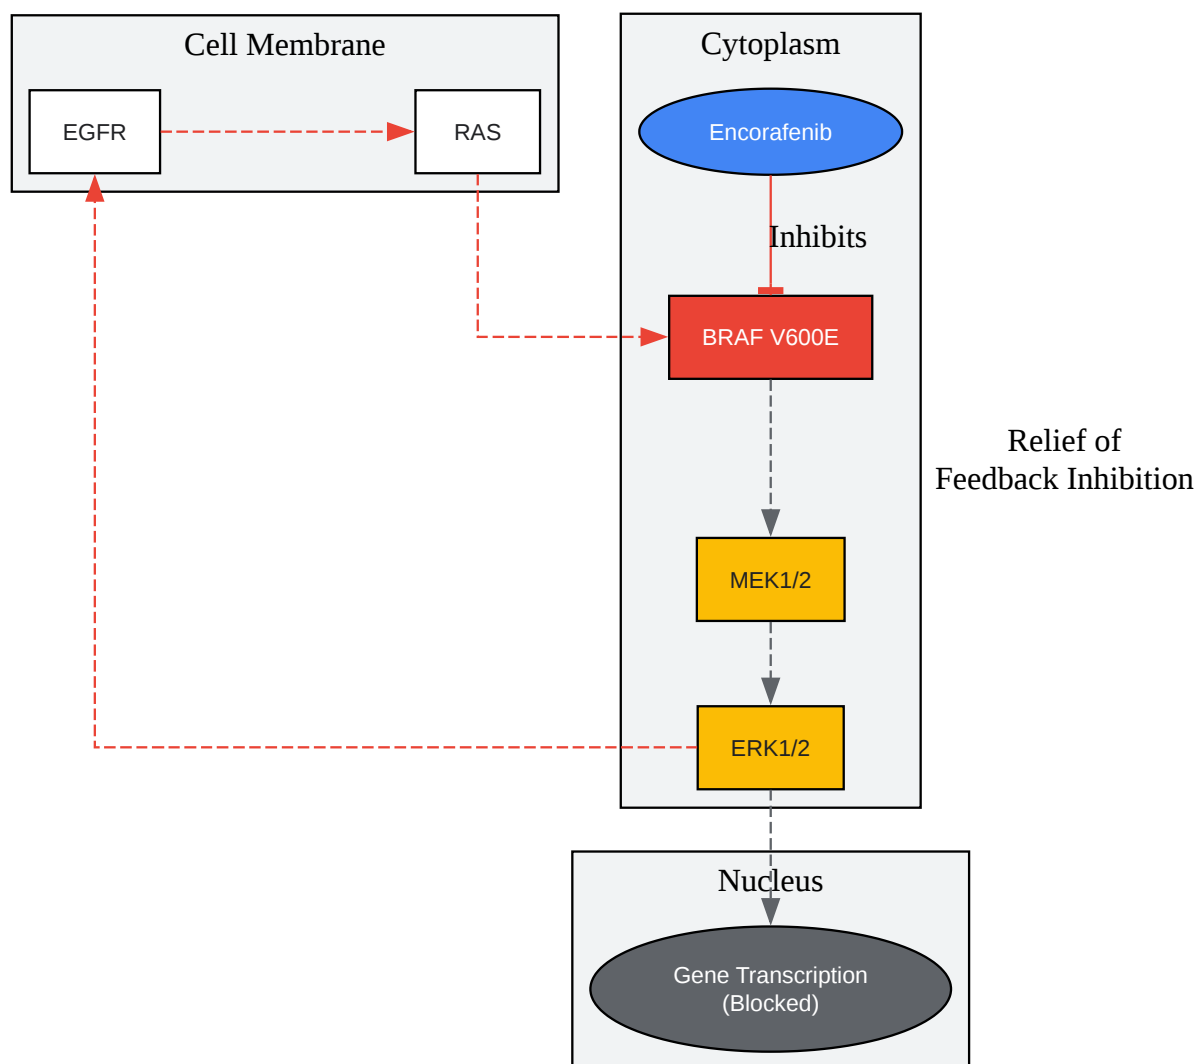 Cell Membrane
EGFR
RAS
Cytoplasm
Encorafenib
Inhibits
BRAF V600E
Relief of
Feedback Inhibition
MEK1/2
ERK1/2
Nucleus
Gene Transcription
(Blocked)